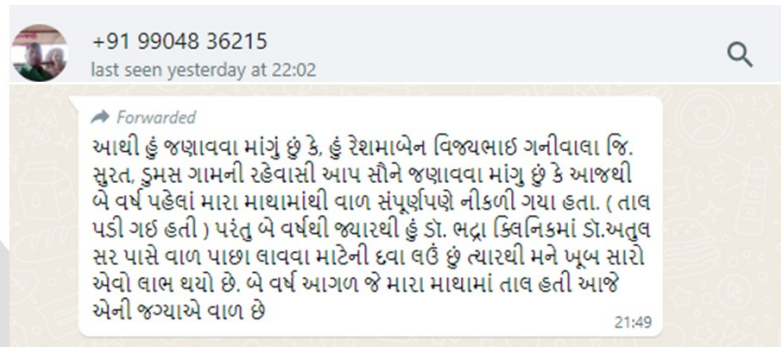 +91 99048 36215
last seen yesterday at 22:02
Forwarded
આથી હું જણાવવા માંગું છું કે, હું રેશમાબેન વિજયભાઈ ગનીવાલા જિ.
સુરત, ડુમસ ગામની રહેવાસી આપ સૌને જણાવવા માંગુ છું કે આજથી
બે વર્ષ પહેલાં મારા માથામાંથી વાળ સંપૂર્ણપણે નીકળી ગયા હતા. ( તાલ
પડી ગઈ હતી ) પરંતુ બે વર્ષથી જ્યારથી હું ડૉ. ભદ્રા ક્લિનિકમાં ડૉ.અતુલ
સર પાસે વાળ પાછા લાવવા માટેની દવા લઉં છું ત્યારથી મને ખૂબ સારો
એવો લાભ થયો છે. બે વર્ષ આગળ જે મારા માથામાં તાલ હતી આજે
એની જગ્યાએ વાળ છે
21:49